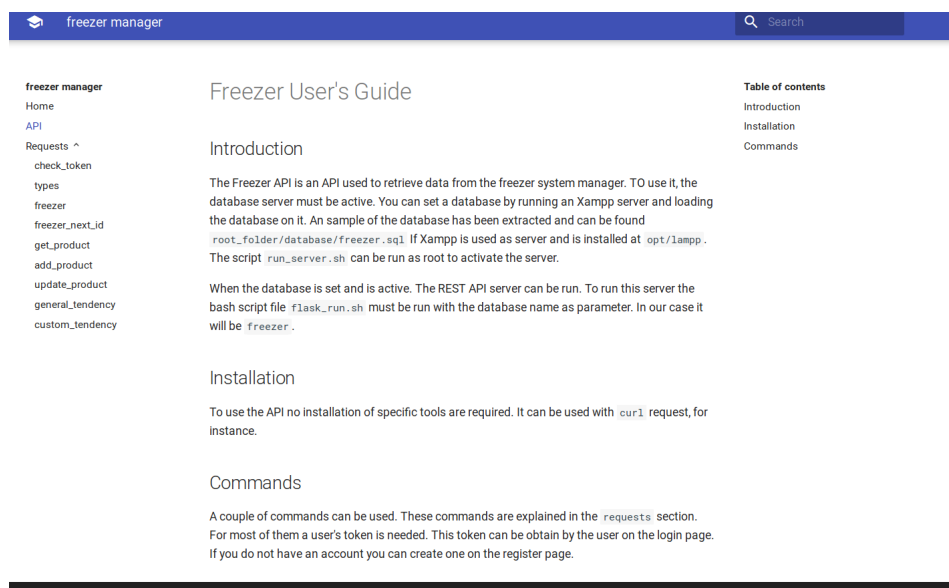 freezer manager
Search
freezer manager
Home
API
Requests ^
check_token
types
freezer
freezer_next_id
get_product
add_product
update_product
general_tendency
custom_tendency
Freezer User's Guide
Introduction
The Freezer API is an API used to retrieve data from the freezer system manager. TO use it, the
database server must be active. You can set a database by running an Xampp server and loading
the database on it. An sample of the database has been extracted and can be found
root_folder/database/freezer.sql If Xampp is used as server and is installed at opt/lampp.
The script run_server.sh can be run as root to activate the server.
When the database is set and is active. The REST API server can be run. To run this server the
bash script file flask_run.sh must be run with the database name as parameter. In our case it
will be freezer.
Installation
To use the API no installation of specific tools are required. It can be used with curl request, for
instance.
Commands
A couple of commands can be used. These commands are explained in the requests section.
For most of them a user's token is needed. This token can be obtain by the user on the login page.
If you do not have an account you can create one on the register page.
Table of contents
Introduction
Installation
Commands